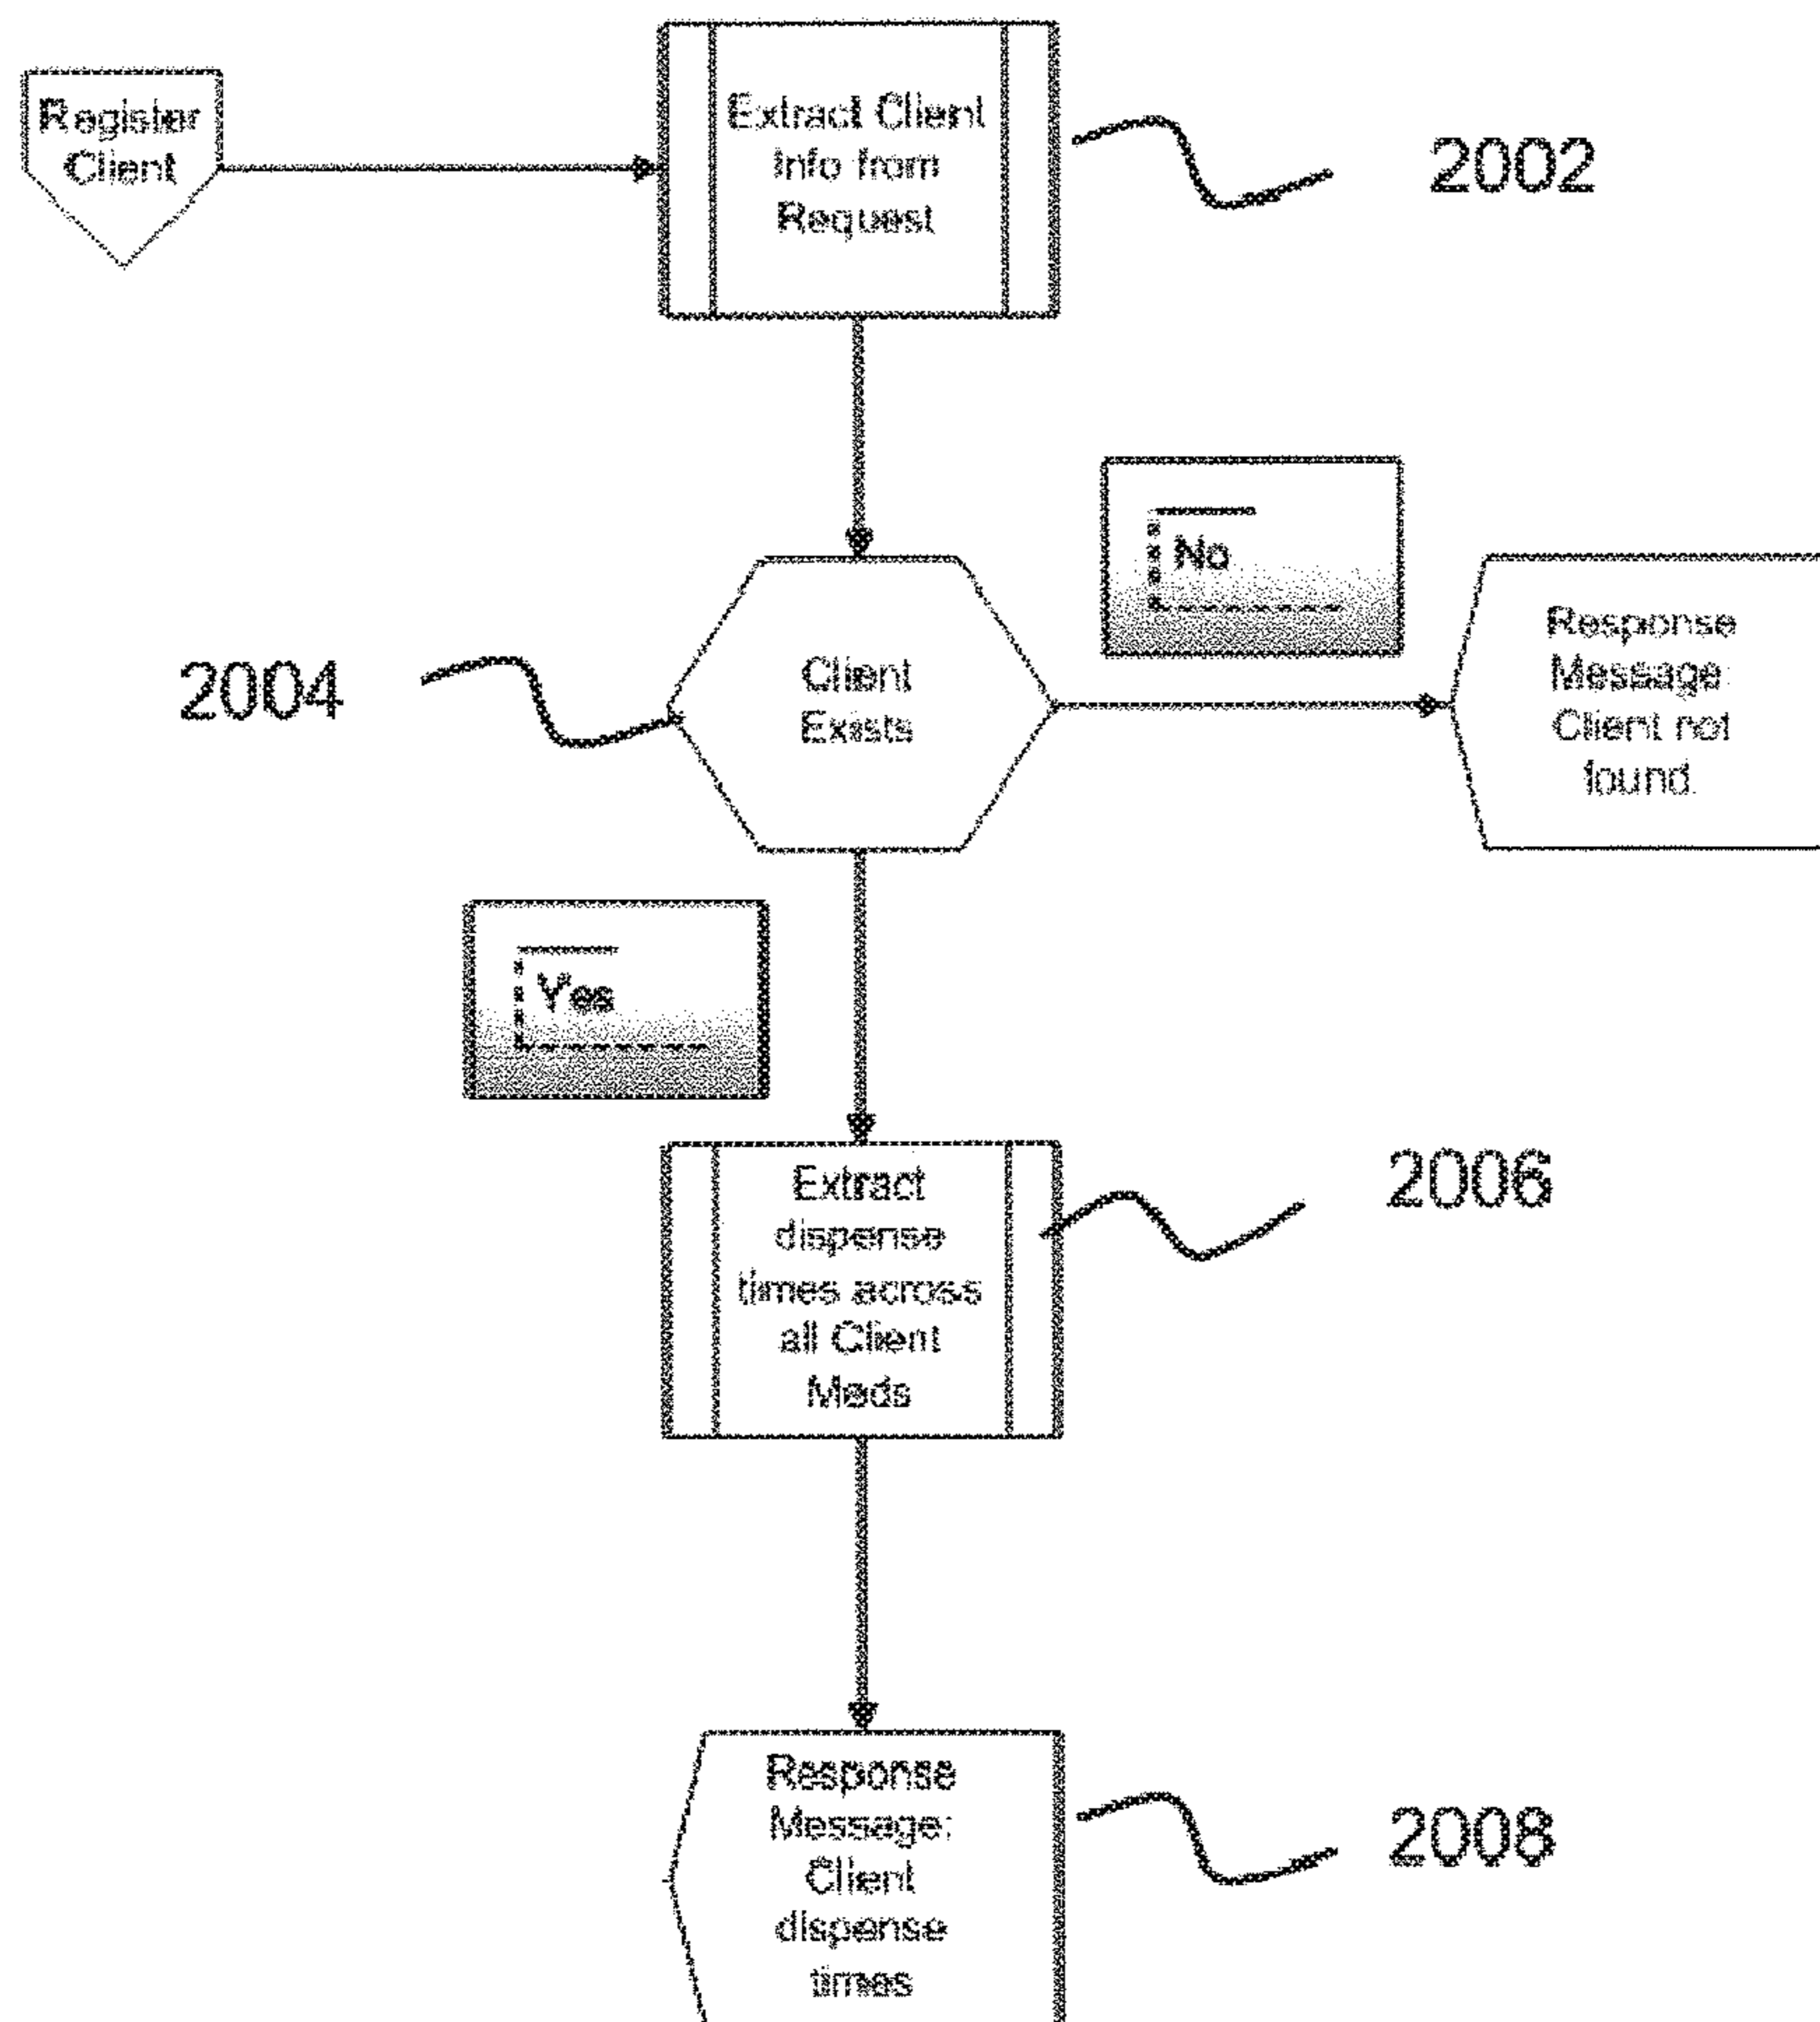 Register
Client
Extract Client
Info from
Request
2002
No
2004
Client
Exists
Response
Message:
Client not
found.
Yes
Extract
dispense
times across
all Client
Meds
2006
Response
Message:
Client
dispense
times
2008